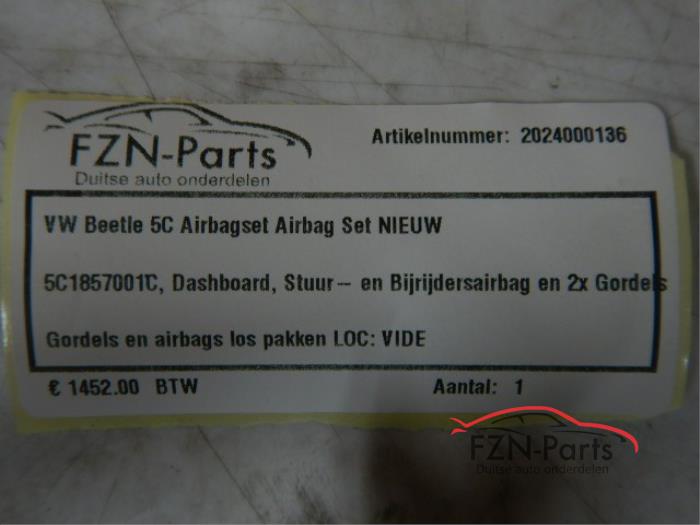 FZN-Parts
Duitse auto onderdelen
Artikelnummer: 2024000136
VW Beetle 5C Airbagset Airbag Set NIEUW
5C1857001C, Dashboard, Stuur-- en Bijrijdersairbag en 2x Gordels
Gordels en airbags los pakken LOC: VIDE
€ 1452.00 BTW
Aantal: 1
FZN-Parts
Duitse auto onderdelen